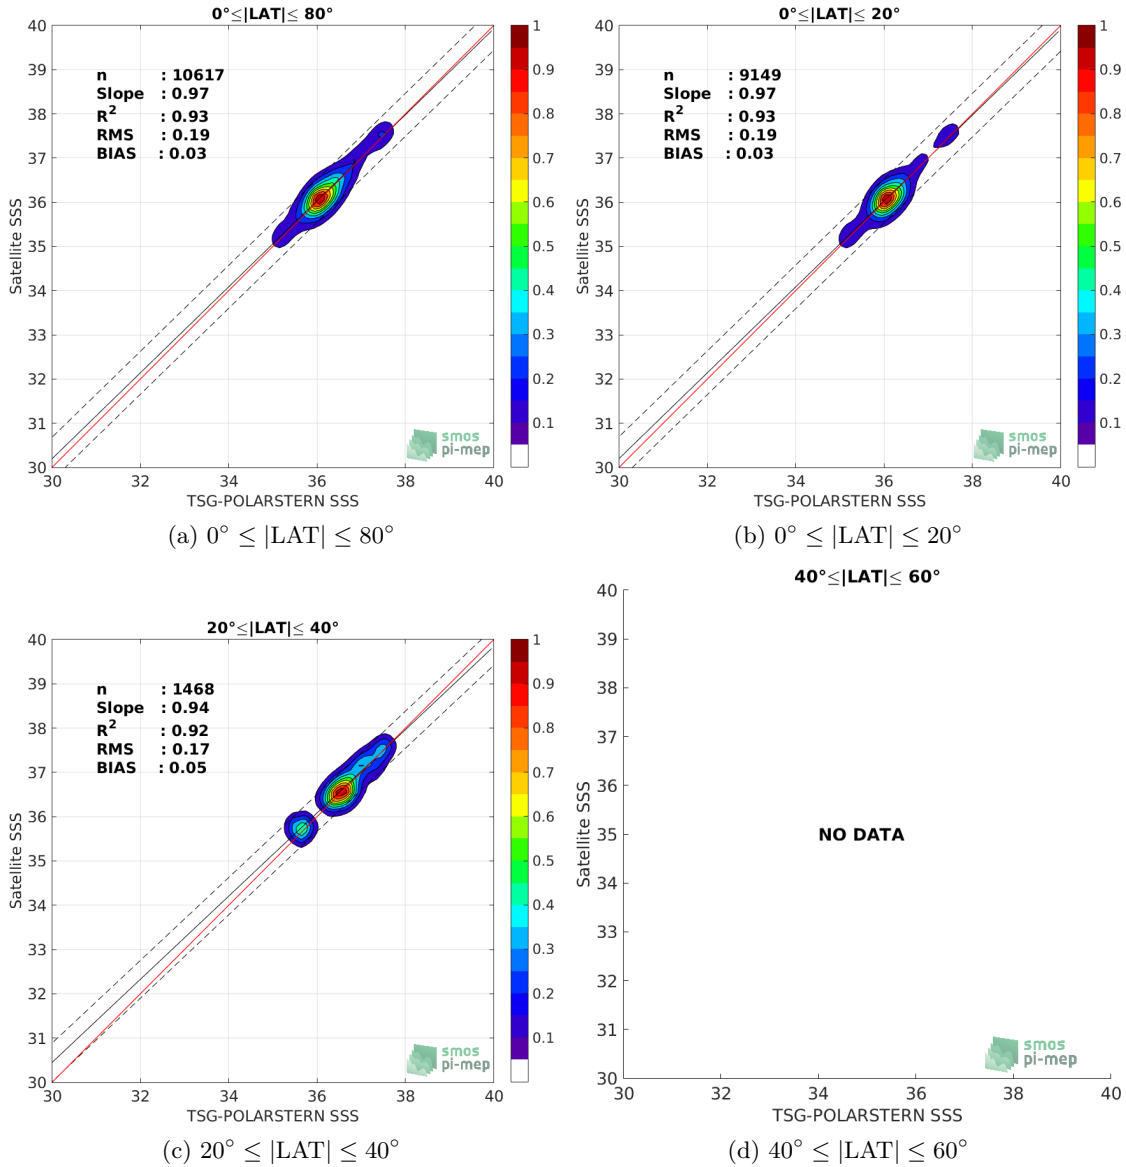 0°≤|LAT|≤ 80°
n : 10617
Slope : 0.97
R² : 0.93
RMS : 0.19
BIAS : 0.03
Satellite SSS
40
39
38
37
36
35
34
33
32
31
30
30 32 34 36 38 40
TSG-POLARSTERN SSS
1
0.9
0.8
0.7
0.6
0.5
0.4
0.3
0.2
0.1
smos
pi-mep
(a) 0° ≤ |LAT| ≤ 80°
0°≤|LAT|≤ 20°
n : 9149
Slope : 0.97
R² : 0.93
RMS : 0.19
BIAS : 0.03
Satellite SSS
40
39
38
37
36
35
34
33
32
31
30
30 32 34 36 38 40
TSG-POLARSTERN SSS
1
0.9
0.8
0.7
0.6
0.5
0.4
0.3
0.2
0.1
smos
pi-mep
(b) 0° ≤ |LAT| ≤ 20°
20°≤|LAT|≤ 40°
n : 1468
Slope : 0.94
R² : 0.92
RMS : 0.17
BIAS : 0.05
Satellite SSS
40
39
38
37
36
35
34
33
32
31
30
30 32 34 36 38 40
TSG-POLARSTERN SSS
1
0.9
0.8
0.7
0.6
0.5
0.4
0.3
0.2
0.1
smos
pi-mep
(c) 20° ≤ |LAT| ≤ 40°
40°≤|LAT|≤ 60°
NO DATA
Satellite SSS
40
39
38
37
36
35
34
33
32
31
30
30 32 34 36 38 40
TSG-POLARSTERN SSS
smos
pi-mep
(d) 40° ≤ |LAT| ≤ 60°